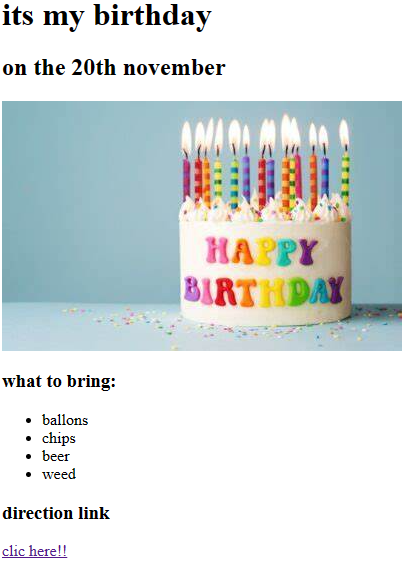 its my birthday
on the 20th november
HAPPY
BIRTHDAY
what to bring:
ballons
chips
beer
weed
direction link
clic here!!